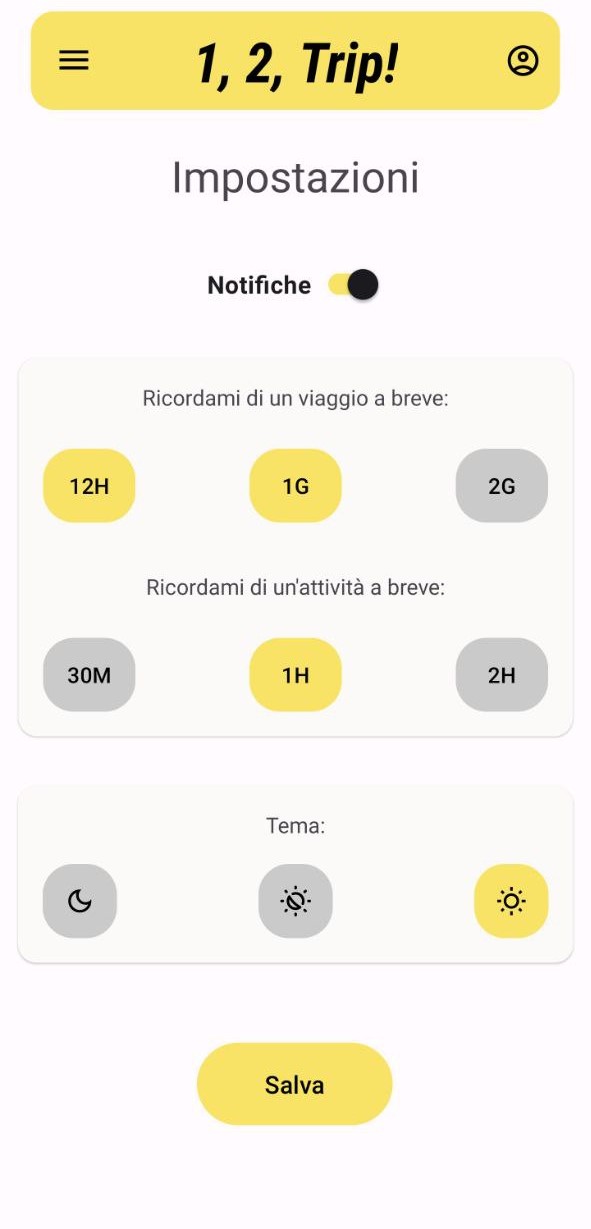 1, 2, Trip!
Impostazioni
Notifiche
Ricordami di un viaggio a breve:
12H 1G 2G
Ricordami di un'attività a breve:
30M 1H 2H
Tema:
Salva